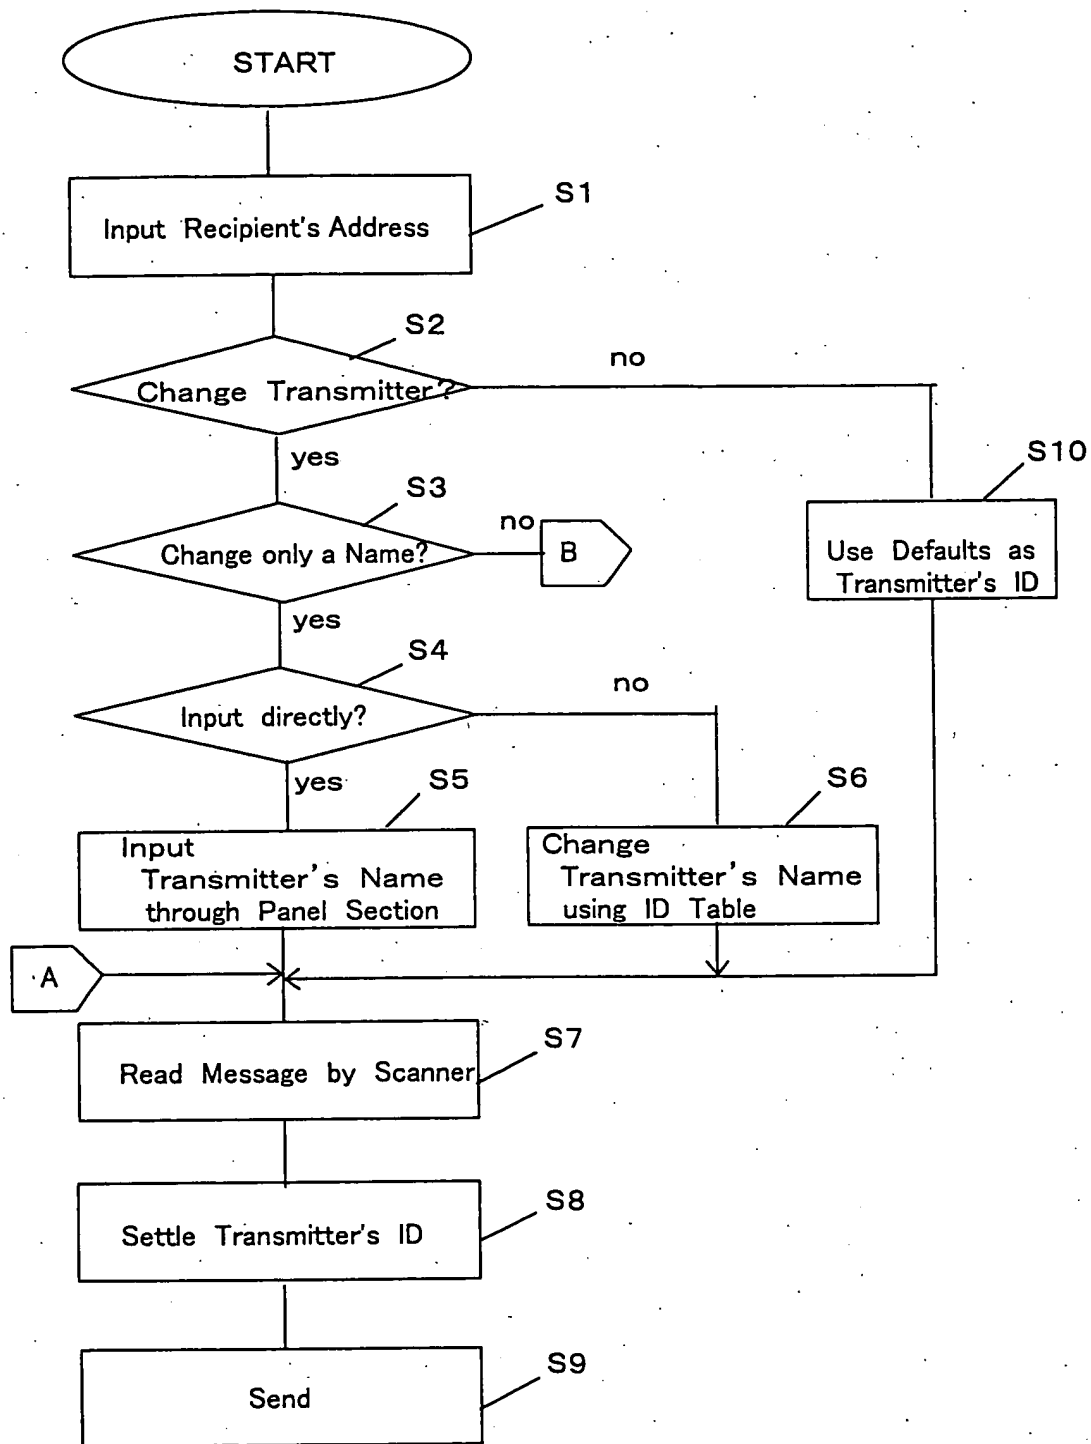 START
S1
Input Recipient's Address
S2
no
Change Transmitter?
yes
S10
S3
no
Change only a Name?
B
Use Defaults as
Transmitter's ID
yes
S4
no
Input directly?
yes
S5
S6
Input
Transmitter's Name
through Panel Section
Change
Transmitter's Name
using ID Table
A
S7
Read Message by Scanner
S8
Settle Transmitter's ID
S9
Send